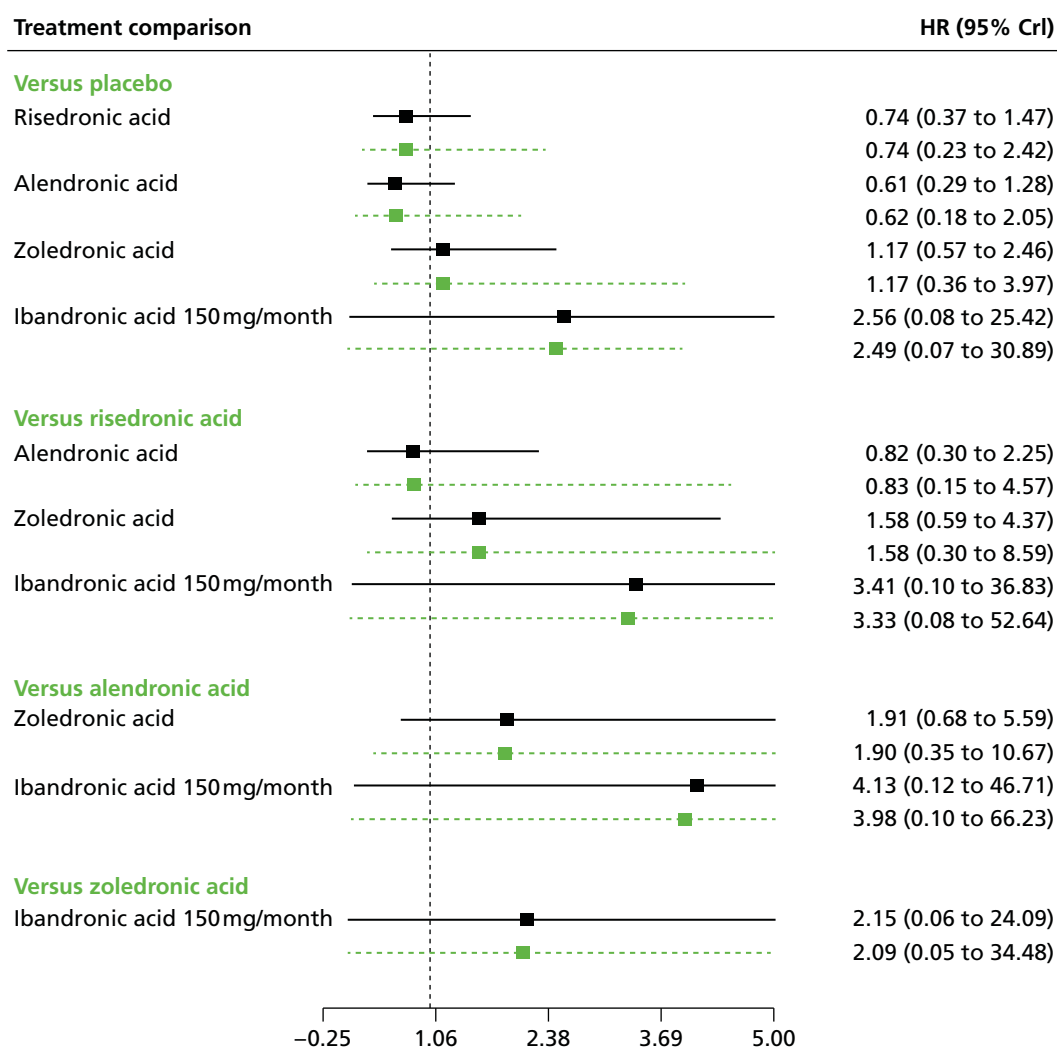 Treatment comparison HR (95% CrI)
Versus placebo
Risedronic acid 0.74 (0.37 to 1.47)
0.74 (0.23 to 2.42)
Alendronic acid 0.61 (0.29 to 1.28)
0.62 (0.18 to 2.05)
Zoledronic acid 1.17 (0.57 to 2.46)
1.17 (0.36 to 3.97)
Ibandronic acid 150 mg/month 2.56 (0.08 to 25.42)
2.49 (0.07 to 30.89)
Versus risedronic acid
Alendronic acid 0.82 (0.30 to 2.25)
0.83 (0.15 to 4.57)
Zoledronic acid 1.58 (0.59 to 4.37)
1.58 (0.30 to 8.59)
Ibandronic acid 150 mg/month 3.41 (0.10 to 36.83)
3.33 (0.08 to 52.64)
Versus alendronic acid
Zoledronic acid 1.91 (0.68 to 5.59)
1.90 (0.35 to 10.67)
Ibandronic acid 150 mg/month 4.13 (0.12 to 46.71)
3.98 (0.10 to 66.23)
Versus zoledronic acid
Ibandronic acid 150 mg/month 2.15 (0.06 to 24.09)
2.09 (0.05 to 34.48)
−0.25 1.06 2.38 3.69 5.00